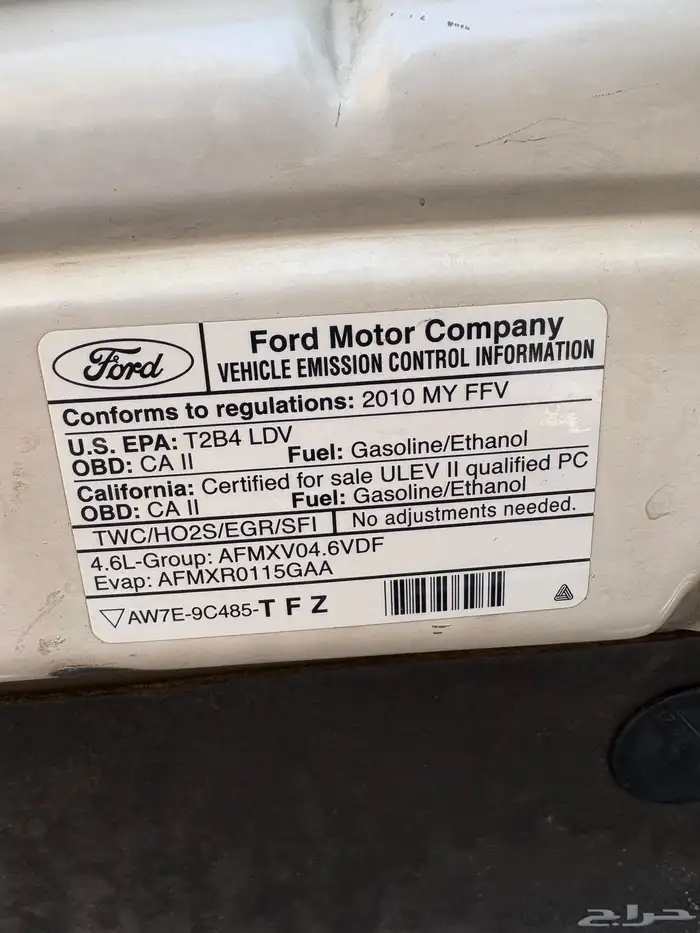 Ford
Ford Motor Company
VEHICLE EMISSION CONTROL INFORMATION
Conforms to regulations: 2010 MY FFV
U.S. EPA: T2B4 LDV
OBD: CA II Fuel: Gasoline/Ethanol
California: Certified for sale ULEV II qualified PC
OBD: CA II Fuel: Gasoline/Ethanol
TWC/HO2S/EGR/SFI No adjustments needed.
4.6L-Group: AFMXV04.6VDF
Evap: AFMXR0115GAA
AW7E-9C485-T F Z
حراج